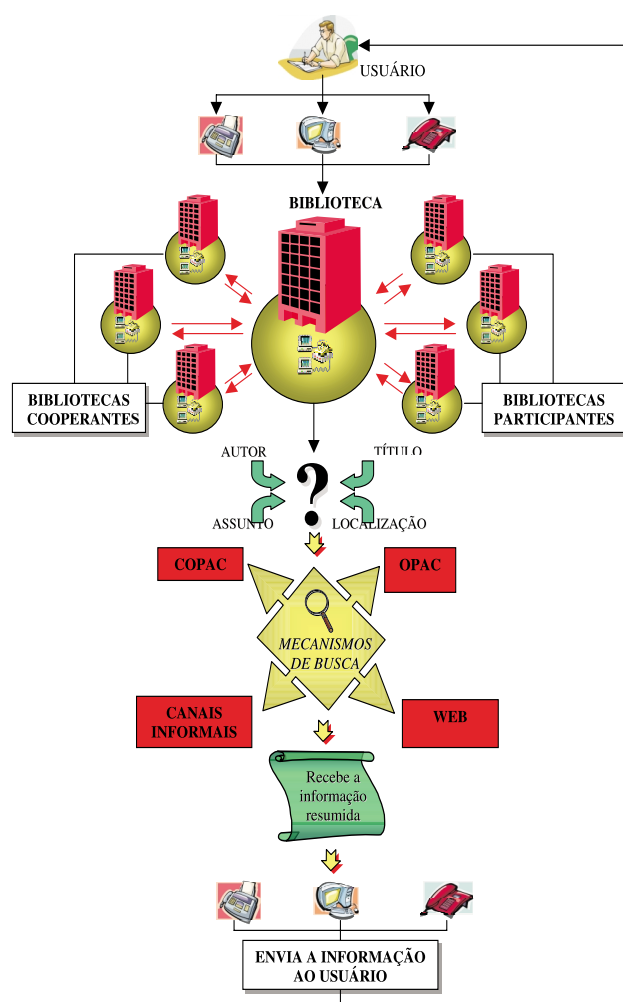 USUÁRIO
BIBLIOTECA
BIBLIOTECAS
COOPERANTES
BIBLIOTECAS
PARTICIPANTES
AUTOR
TÍTULO
?
ASSUNTO
LOCALIZAÇÃO
COPAC
OPAC
MECANISMOS
DE BUSCA
CANAIS
INFORMAIS
WEB
Recebe a
informação
resumida
ENVIA A INFORMAÇÃO
AO USUÁRIO